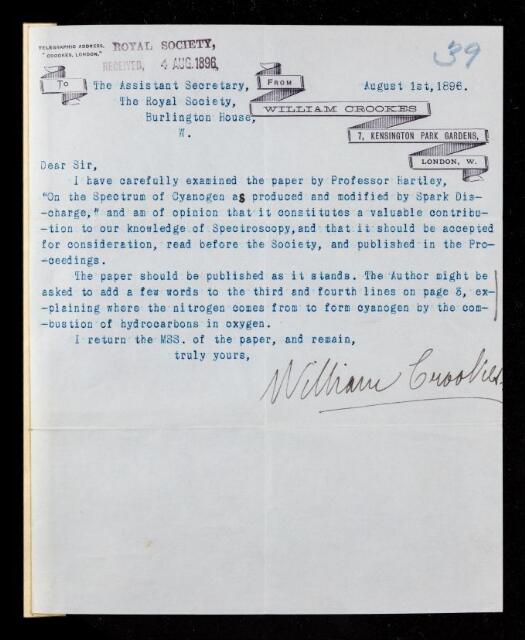 TELEGRAPHIC ADDRESS,
"CROOKES, LONDON."
ROYAL SOCIETY,
RECEIVED, 4 AUG. 1896,
39
To
The Assistant Secretary,
The Royal Society,
Burlington House,
W.
FROM
August 1st, 1896.
WILLIAM CROOKES
7, KENSINGTON PARK GARDENS,
LONDON, W.
Dear Sir,
I have carefully examined the paper by Professor Hartley,
"On the Spectrum of Cyanogen as produced and modified by Spark Dis-
-charge," and am of opinion that it constitutes a valuable contribu-
-tion to our knowledge of Spectroscopy, and that it should be accepted
for consideration, read before the Society, and published in the Pro-
-ceedings.
The paper should be published as it stands. The Author might be
asked to add a few words to the third and fourth lines on page 3, ex-
-plaining where the nitrogen comes from to form cyanogen by the com-
-bustion of hydrocarbons in oxygen.
I return the MSS. of the paper, and remain,
truly yours,
William Crookes